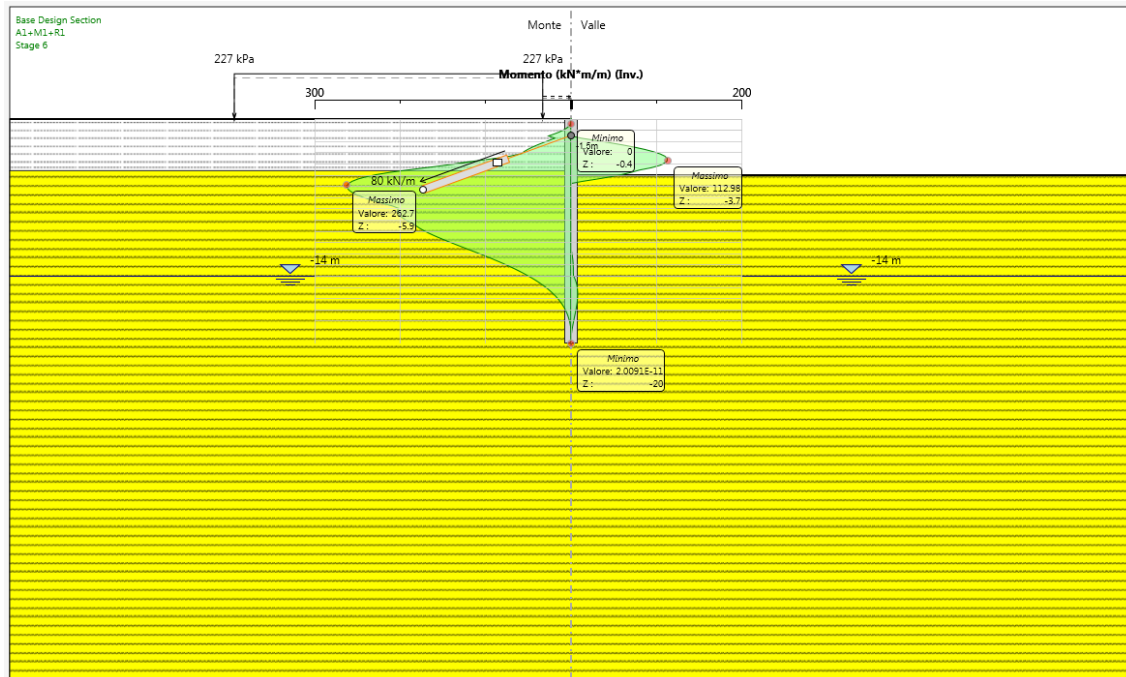 Base Design Section
A1+M1+R1
Stage 6
Monte
Valle
227 kPa
227 kPa
Momento (kN*m/m) (Inv.)
300
200
Minimo
Valore: 0
Z : -0.4
-1.5m
Massimo
Valore: 112.98
Z : -3.7
80 kN/m
Massimo
Valore: 262.7
Z : -5.9
-14 m
-14 m
Minimo
Valore: 2.0091E-11
Z : -20